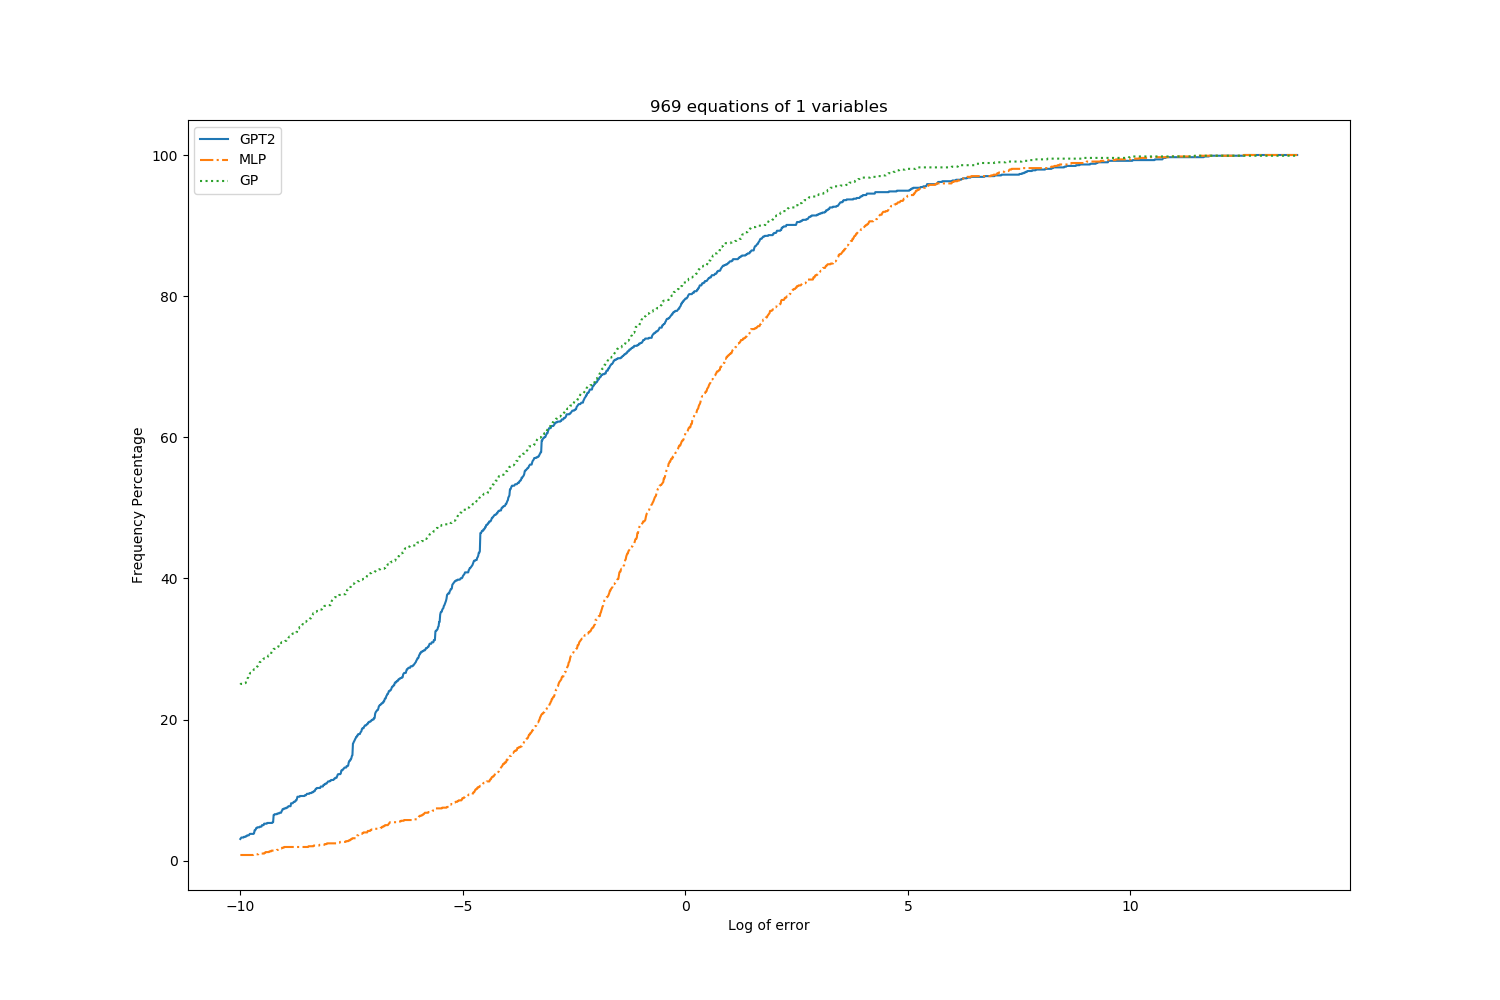 969 equations of 1 variables
GPT2
MLP
GP
100
80
60
40
20
0
Frequency Percentage
−10
−5
0
5
10
Log of error